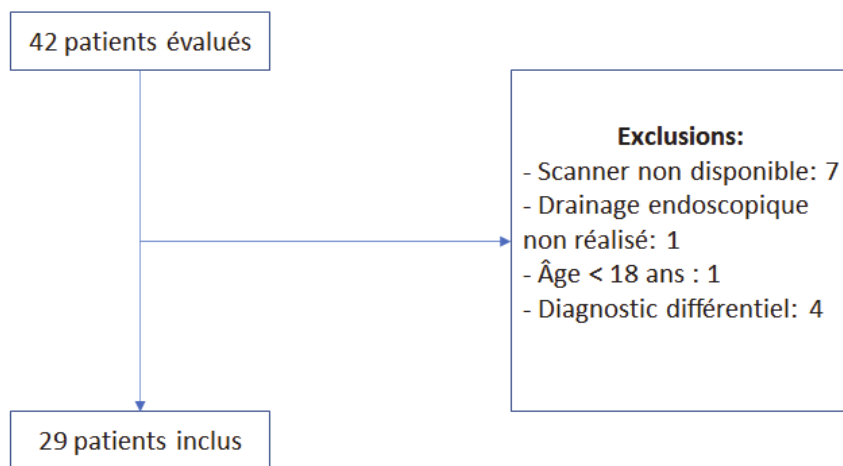 42 patients évalués
Exclusions:
- Scanner non disponible: 7
- Drainage endoscopique
non réalisé: 1
- Âge < 18 ans : 1
- Diagnostic différentiel: 4
29 patients inclus